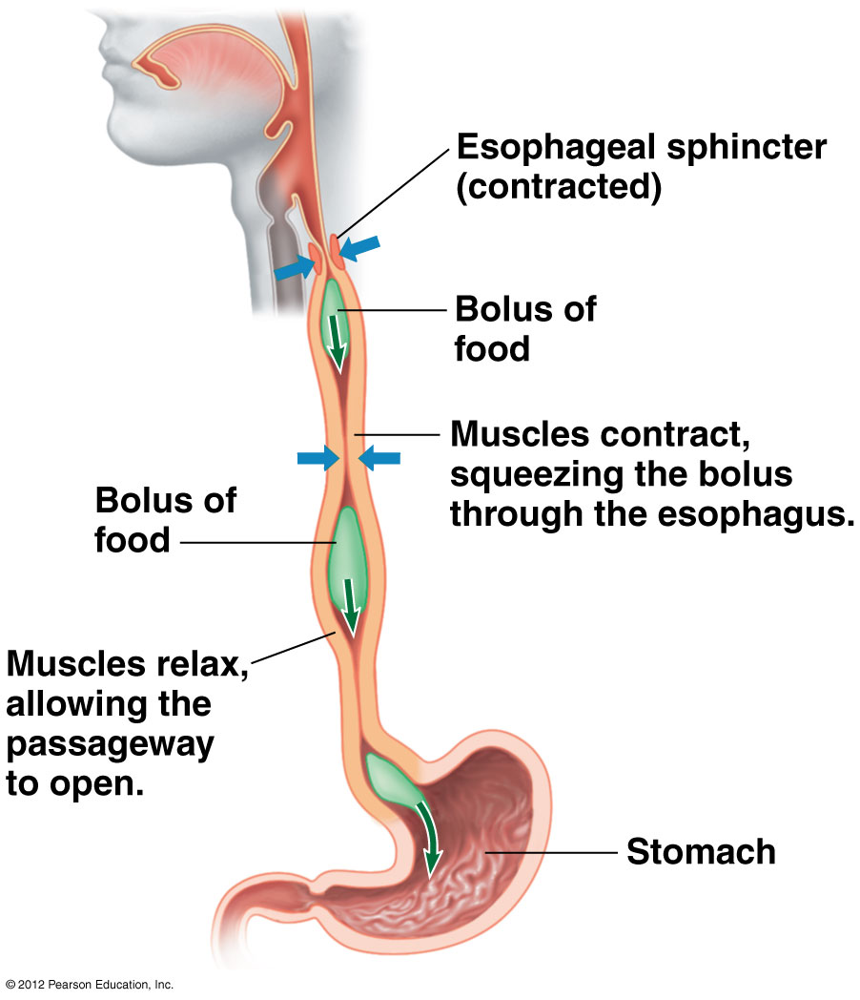 Esophageal sphincter
(contracted)
Bolus of
food
Muscles contract,
squeezing the bolus
through the esophagus.
Bolus of
food
Muscles relax,
allowing the
passageway
to open.
Stomach
© 2012 Pearson Education, Inc.